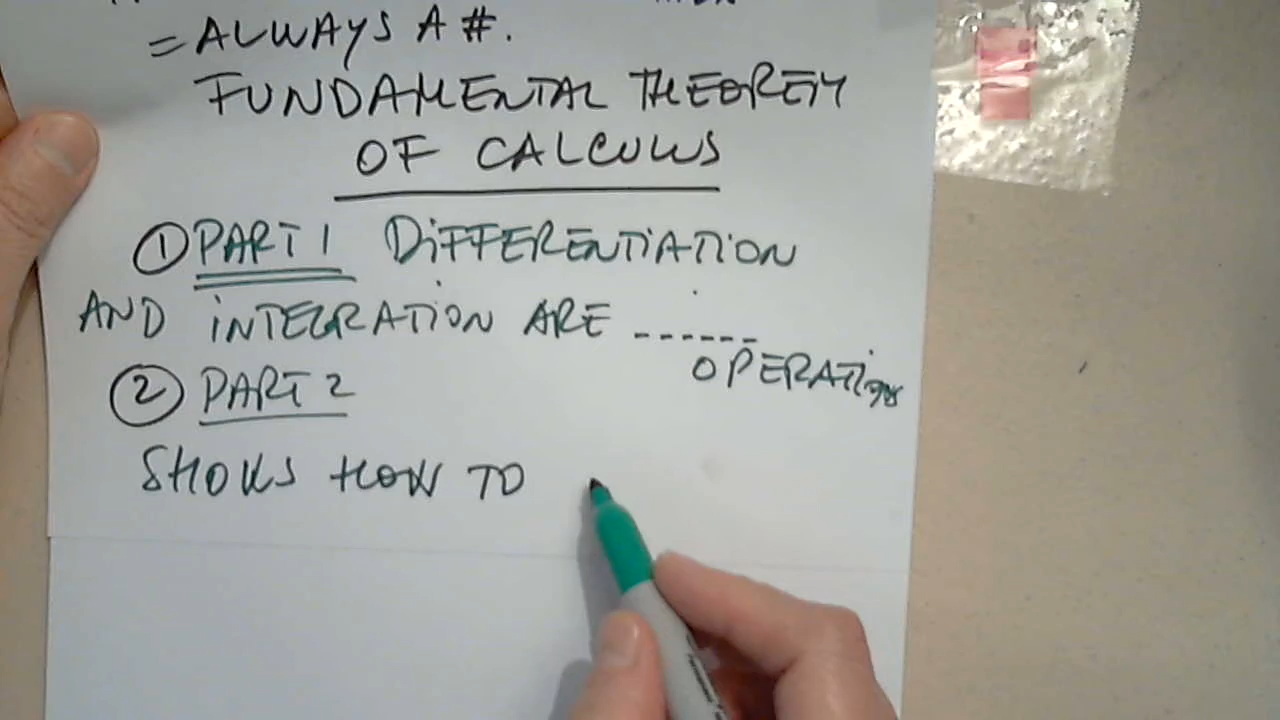 = ALWAYS A #.
FUNDAMENTAL THEOREM
OF CALCULUS
① PART 1 DiFFERENTiATiON
AND iNTEGRATiON ARE ------
OPERATiONS
② PART 2
SHOWS HOW TO